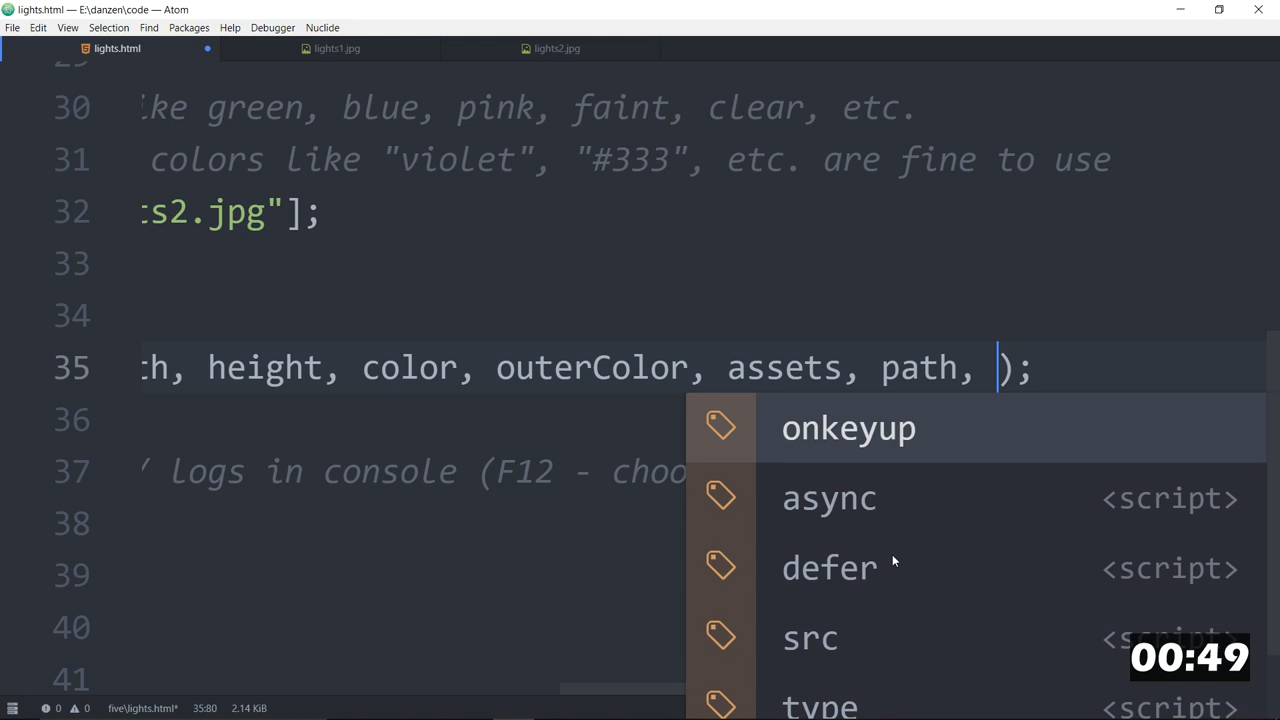 lights.html — E:\danzen\code — Atom
File Edit View Selection Find Packages Help Debugger Nuclide
lights.html lights1.jpg lights2.jpg
29
30 ike green, blue, pink, faint, clear, etc.
31 colors like "violet", "#333", etc. are fine to use
32 ts2.jpg"];
33
34
35 th, height, color, outerColor, assets, path, );
36 onkeyup
37 / logs in console (F12 - choo
async <script>
38
defer <script>
39
40 src
00:49
41 type <script>
0 0 five\lights.html* 35:80 2.14 KiB